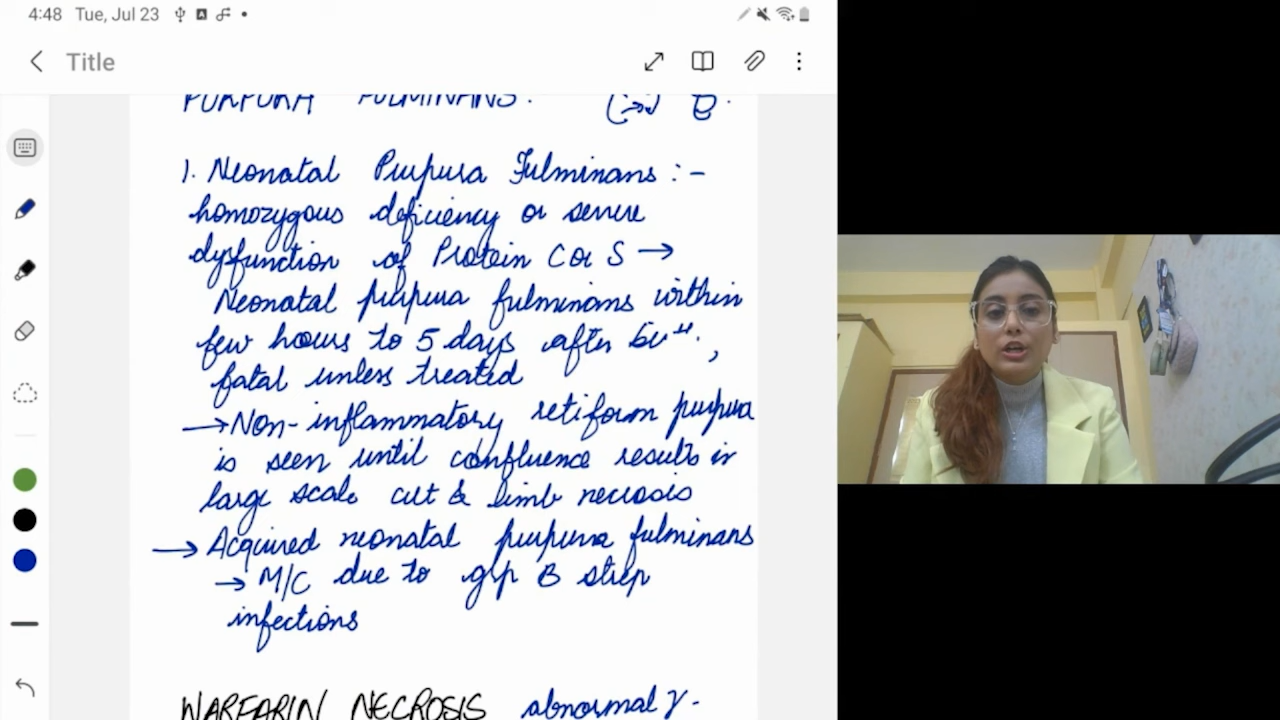 4:48 Tue, Jul 23
Title
PURPURA FULMINANS.
1. Neonatal Purpura Fulminans :-
homozygous deficiency or severe
dysfunction of Protein C or S →
Neonatal purpura fulminans within
few hours to 5 days after
fatal unless treated
→ Non-inflammatory retiform purpura
is seen until confluence results in
large scale cut & limb necrosis
→ Acquired neonatal purpura fulminans
→ M/C due to grp B strep
infections
WARFARIN NECROSIS abnormal